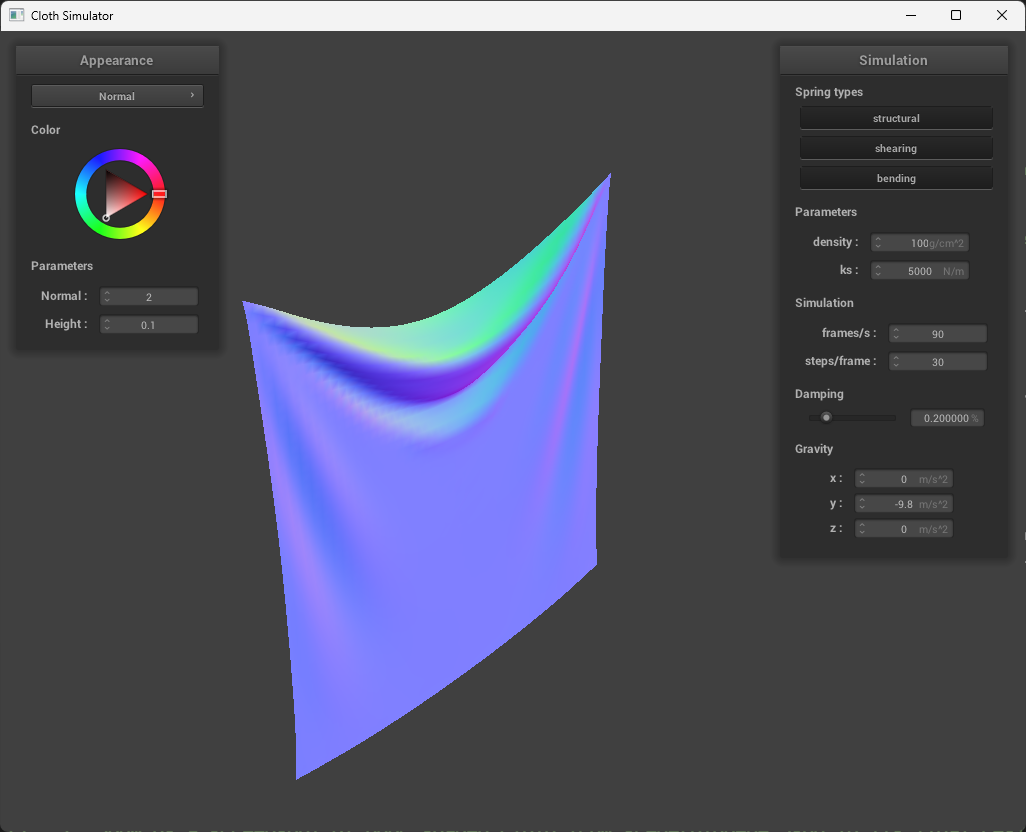 Cloth Simulator
Appearance
Normal
Color
Parameters
Normal : 2
Height : 0.1
Simulation
Spring types
structural
shearing
bending
Parameters
density : 100g/cm^2
ks : 5000 N/m
Simulation
frames/s : 90
steps/frame : 30
Damping
0.200000 %
Gravity
x : 0 m/s^2
y : -9.8 m/s^2
z : 0 m/s^2